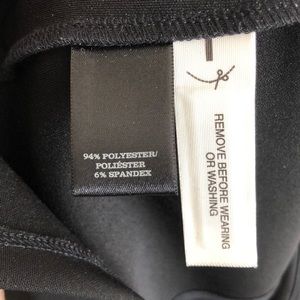 94% POLYESTER/
POLIÉSTER
6% SPANDEX
REMOVE BEFORE WEARING
OR WASHING